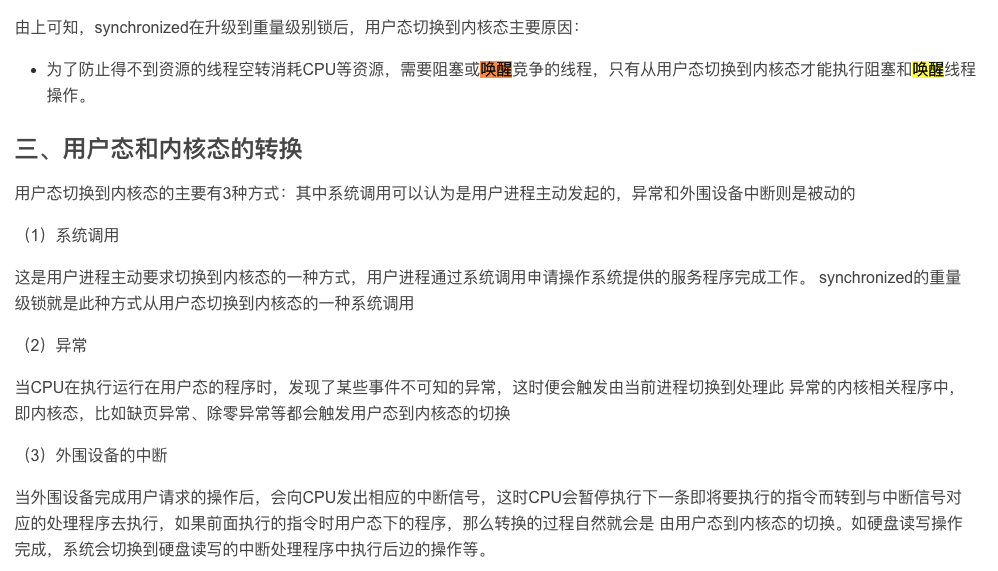 由上可知，synchronized在升级到重量级别锁后，用户态切换到内核态主要原因：
• 为了防止得不到资源的线程空转消耗CPU等资源，需要阻塞或唤醒竞争的线程，只有从用户态切换到内核态才能执行阻塞和唤醒线程
操作。
三、用户态和内核态的转换
用户态切换到内核态的主要有3种方式：其中系统调用可以认为是用户进程主动发起的，异常和外围设备中断则是被动的
（1）系统调用
这是用户进程主动要求切换到内核态的一种方式，用户进程通过系统调用申请操作系统提供的服务程序完成工作。 synchronized的重量
级锁就是此种方式从用户态切换到内核态的一种系统调用
（2）异常
当CPU在执行运行在用户态的程序时，发现了某些事件不可知的异常，这时便会触发由当前进程切换到处理此 异常的内核相关程序中，
即内核态，比如缺页异常、除零异常等都会触发用户态到内核态的切换
（3）外围设备的中断
当外围设备完成用户请求的操作后，会向CPU发出相应的中断信号，这时CPU会暂停执行下一条即将要执行的指令而转到与中断信号对
应的处理程序去执行，如果前面执行的指令时用户态下的程序，那么转换的过程自然就会是 由用户态到内核态的切换。如硬盘读写操作
完成，系统会切换到硬盘读写的中断处理程序中执行后边的操作等。